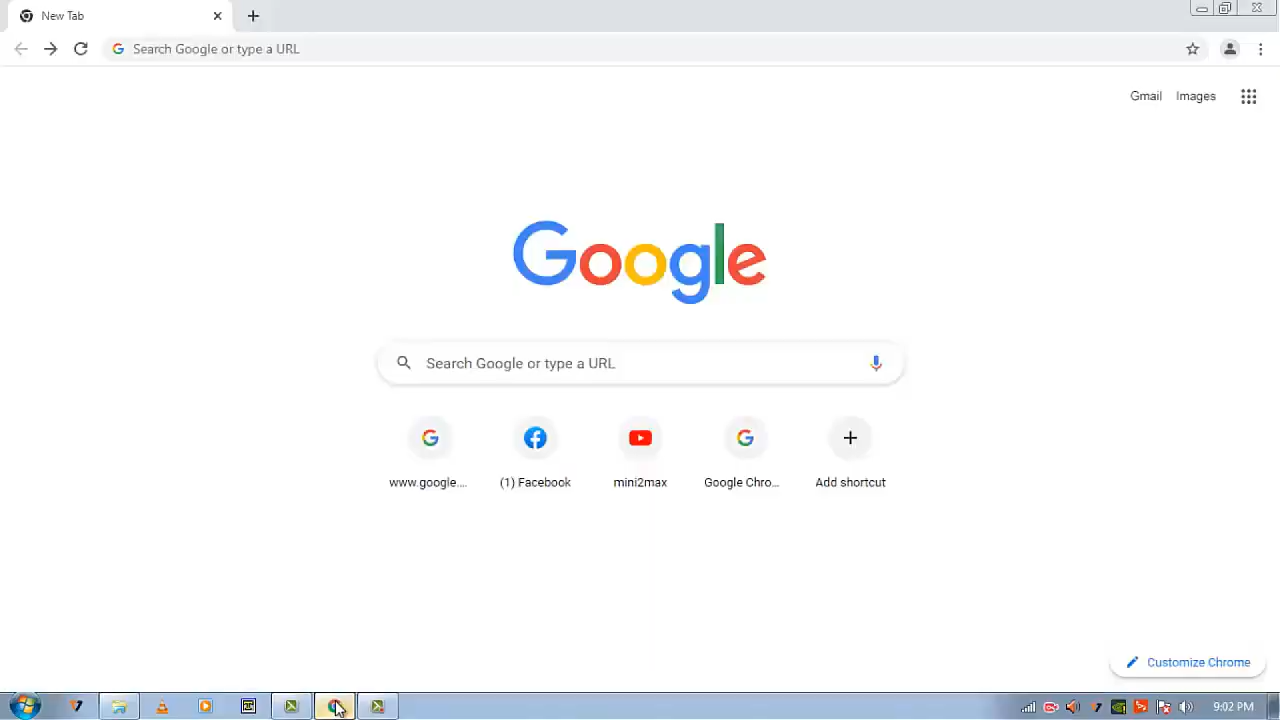 New Tab
Search Google or type a URL
Gmail Images
Google
Search Google or type a URL
www.google.... (1) Facebook mini2max Google Chro... Add shortcut
Customize Chrome
9:02 PM